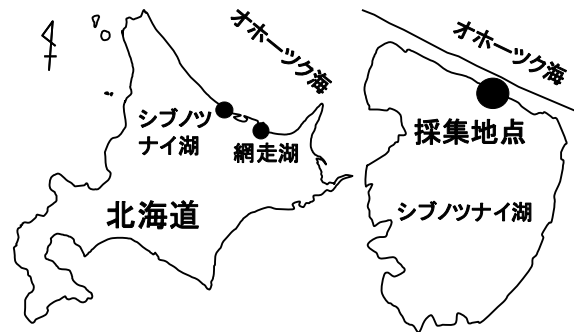 オホーツク海
シブノツ
ナイ湖
網走湖
北海道
オホーツク海
採集地点
シブノツナイ湖